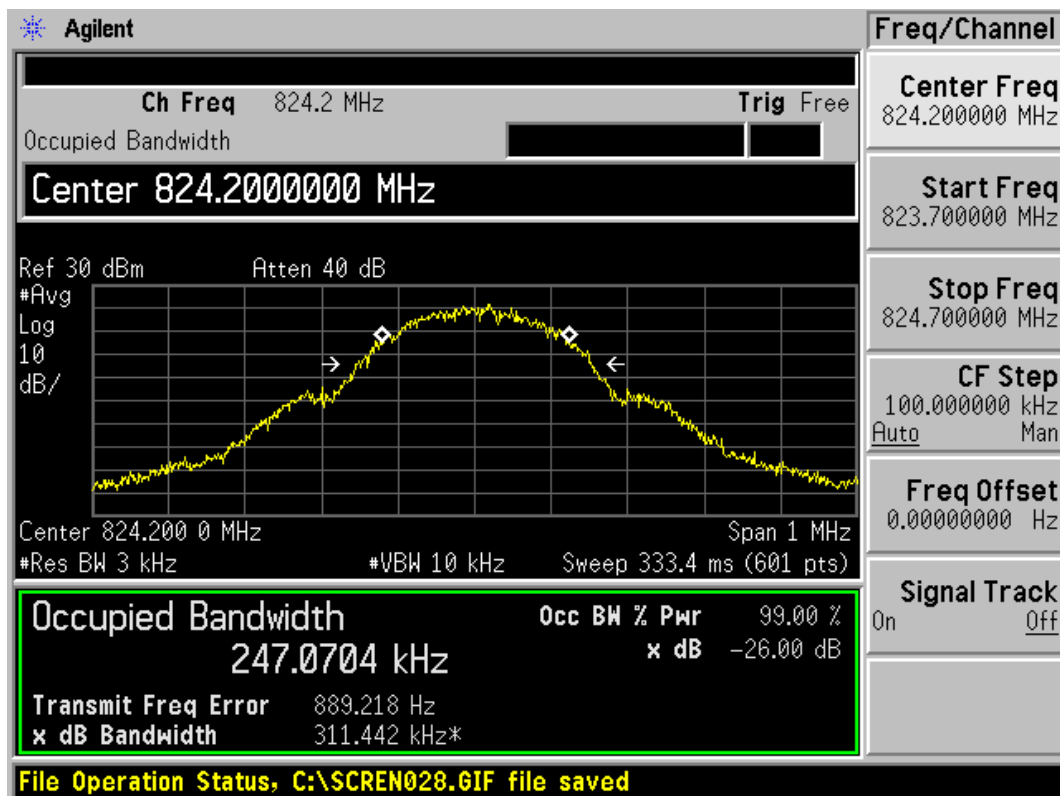 Agilent
Freq/Channel
Ch Freq 824.2 MHz Trig Free
Occupied Bandwidth
Center 824.2000000 MHz
Ref 30 dBm Atten 40 dB
#Avg
Log
10
dB/
Center 824.200 0 MHz Span 1 MHz
#Res BW 3 kHz #VBW 10 kHz Sweep 333.4 ms (601 pts)
Occupied Bandwidth Occ BW % Pwr 99.00 %
247.0704 kHz x dB -26.00 dB
Transmit Freq Error 889.218 Hz
x dB Bandwidth 311.442 kHz*
Center Freq
824.200000 MHz
Start Freq
823.700000 MHz
Stop Freq
824.700000 MHz
CF Step
100.000000 kHz
Auto Man
Freq Offset
0.00000000 Hz
Signal Track
On Off
File Operation Status, C:\SCREN028.GIF file saved